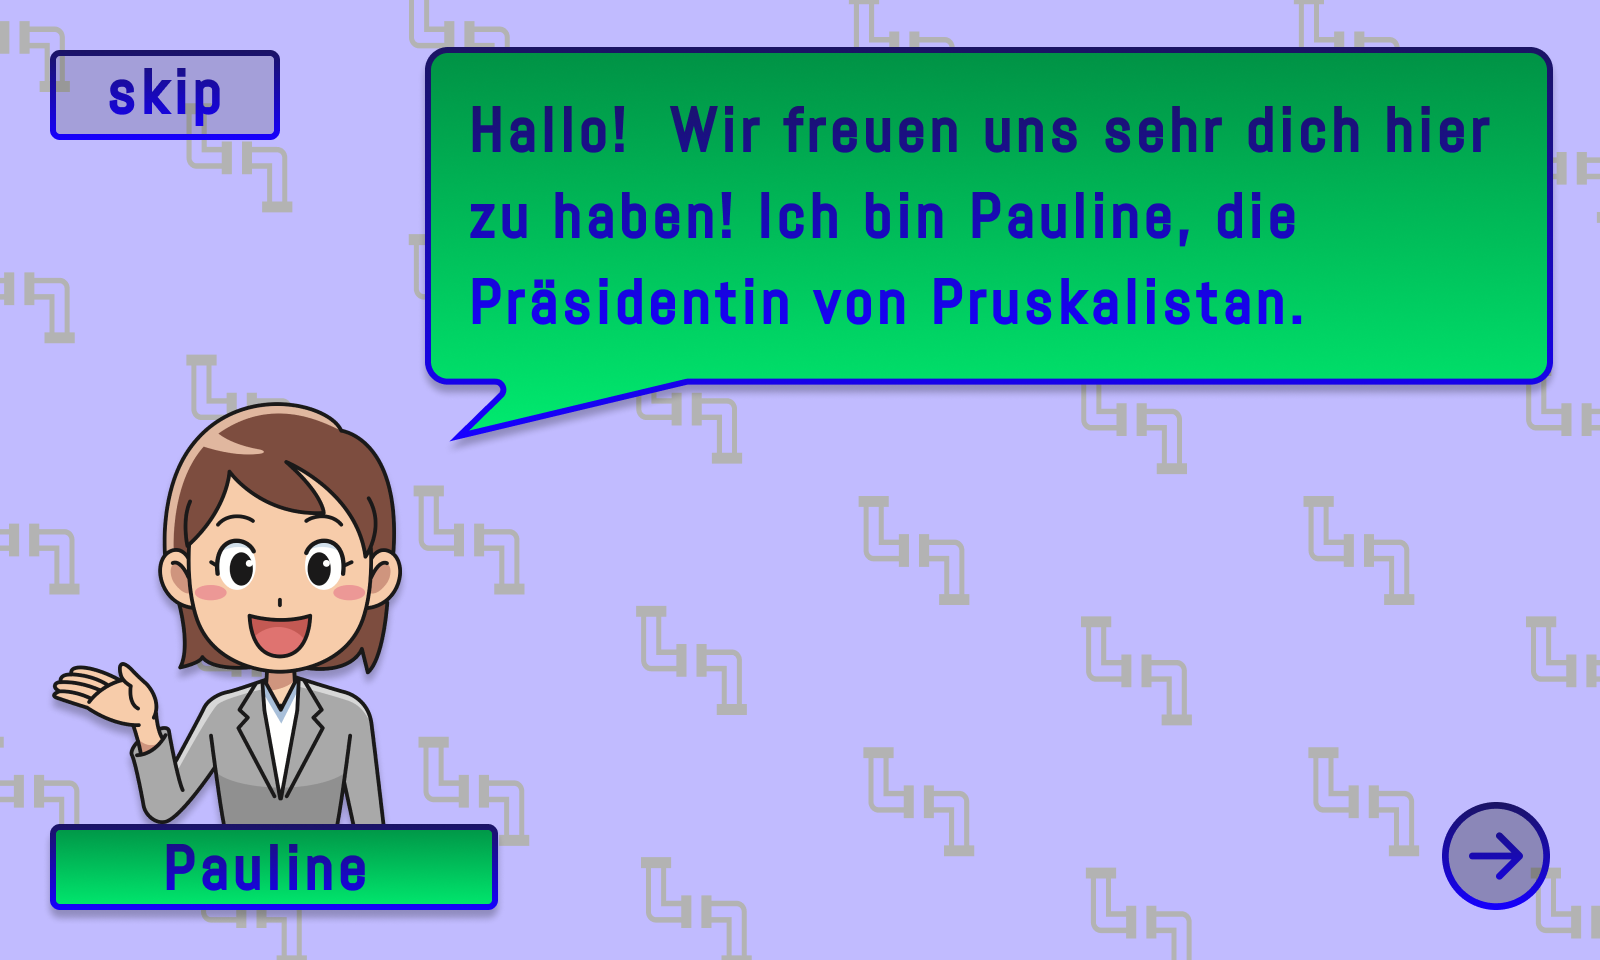 skip
Hallo!  Wir freuen uns sehr dich hier
zu haben! Ich bin Pauline, die
Präsidentin von Pruskalistan.
Pauline